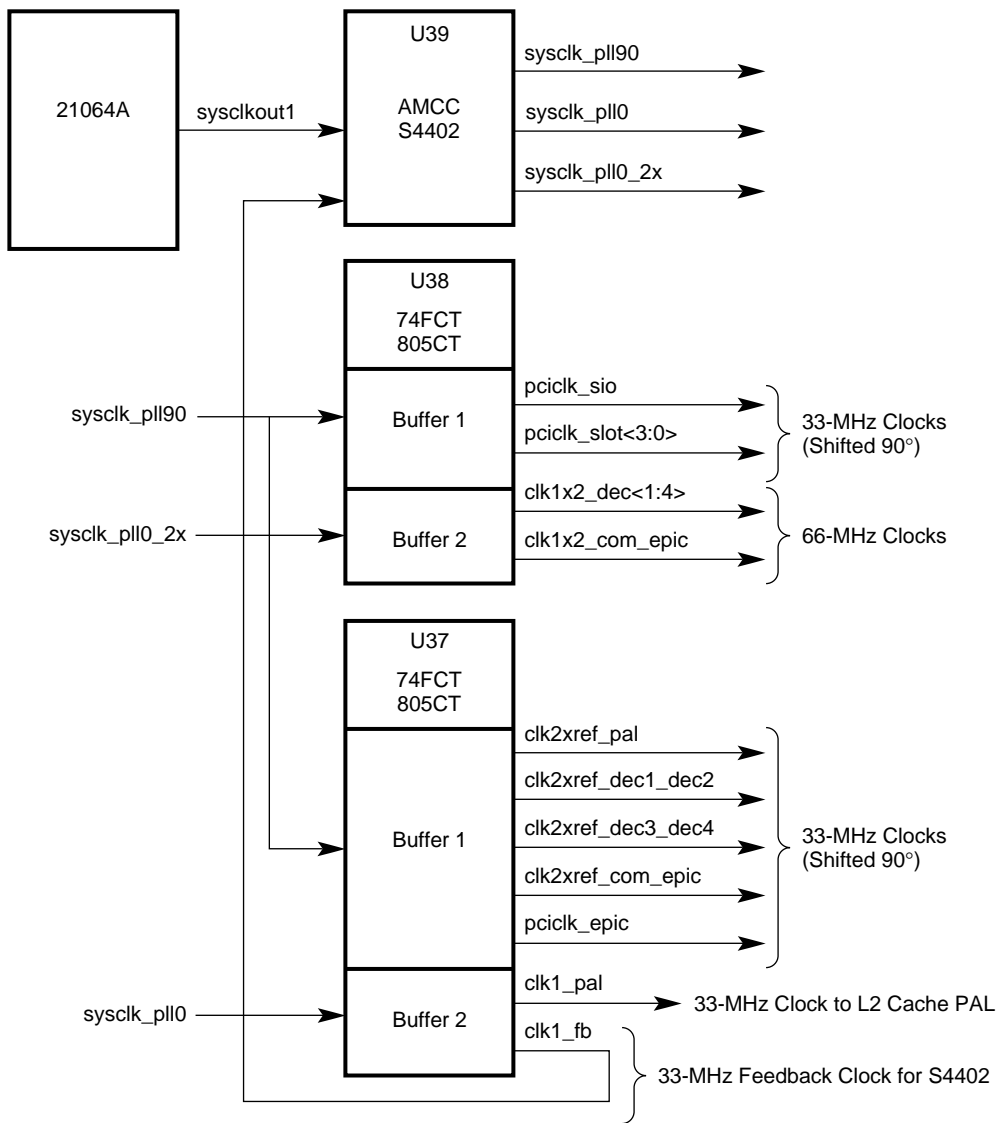 21064A
sysclkout1
U39
AMCC
S4402
sysclk_pll90
sysclk_pll0
sysclk_pll0_2x
U38
74FCT
805CT
sysclk_pll90
Buffer 1
pciclk_sio
pciclk_slot<3:0>
33-MHz Clocks
(Shifted 90°)
sysclk_pll0_2x
Buffer 2
clk1x2_dec<1:4>
clk1x2_com_epic
66-MHz Clocks
U37
74FCT
805CT
Buffer 1
clk2xref_pal
clk2xref_dec1_dec2
clk2xref_dec3_dec4
clk2xref_com_epic
pciclk_epic
33-MHz Clocks
(Shifted 90°)
sysclk_pll0
Buffer 2
clk1_pal
33-MHz Clock to L2 Cache PAL
clk1_fb
33-MHz Feedback Clock for S4402